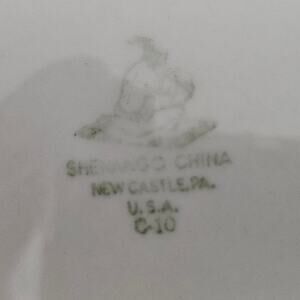 SHENANGO CHINA
NEW CASTLE, PA.
U.S.A.
C-10